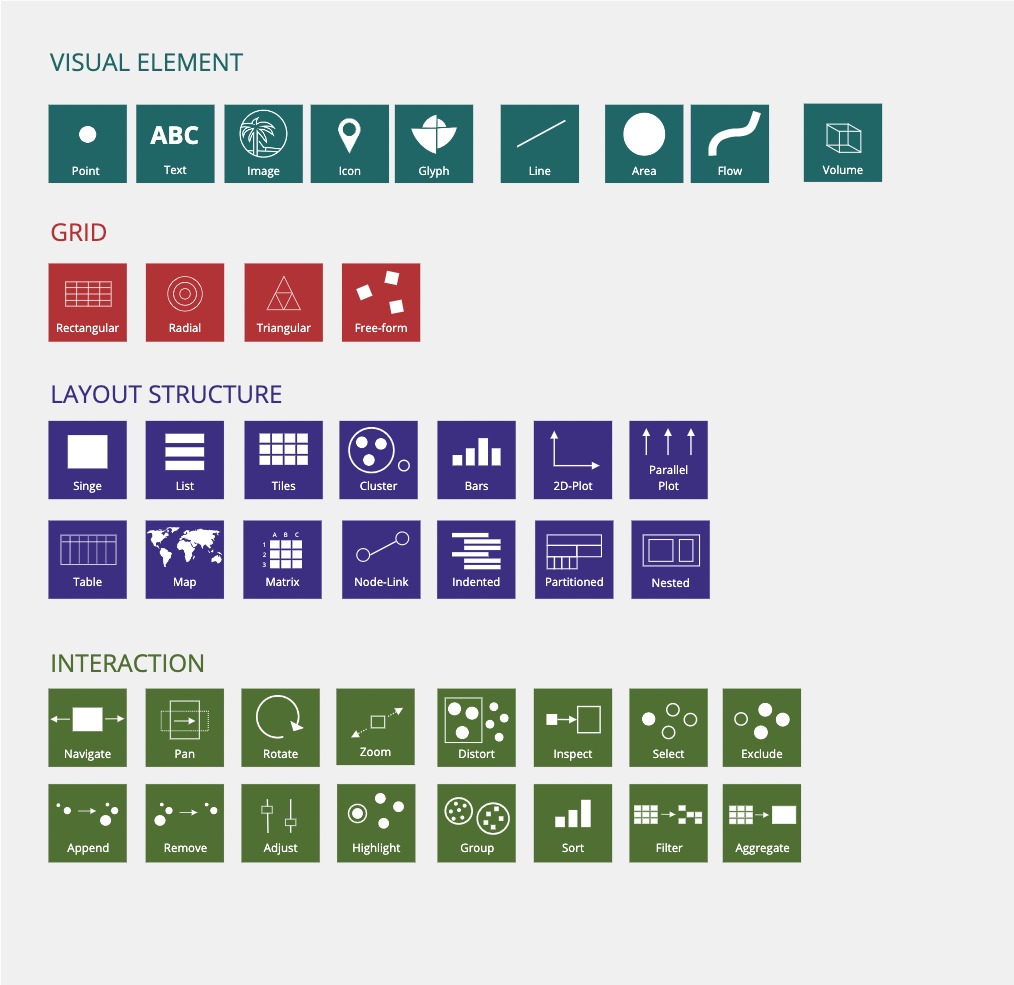 VISUAL ELEMENT
ABC
Point
Text
Image
Icon
Glyph
Line
Area
Flow
Volume
GRID
Rectangular
Radial
Triangular
Free-form
LAYOUT STRUCTURE
Singe
List
Tiles
Cluster
Bars
2D-Plot
Parallel
Plot
Table
Map
A B C
1
2
3
Matrix
Node-Link
Indented
Partitioned
Nested
INTERACTION
Navigate
Pan
Rotate
Zoom
Distort
Inspect
Select
Exclude
Append
Remove
Adjust
Highlight
Group
Sort
Filter
Aggregate